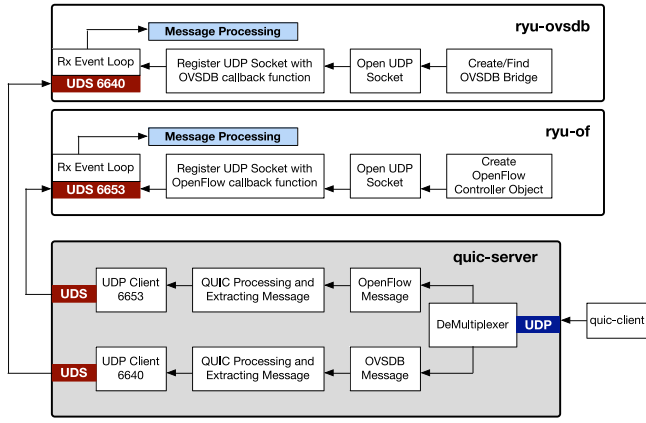 ryu-ovsdb
Message Processing
Rx Event Loop
UDS 6640
Register UDP Socket with
OVSDB callback function
Open UDP
Socket
Create/Find
OVSDB Bridge
ryu-of
Message Processing
Rx Event Loop
UDS 6653
Register UDP Socket with
OpenFlow callback function
Open UDP
Socket
Create
OpenFlow
Controller Object
quic-server
UDS
UDP Client
6653
QUIC Processing and
Extracting Message
OpenFlow
Message
DeMultiplexer
UDP
quic-client
UDS
UDP Client
6640
QUIC Processing and
Extracting Message
OVSDB
Message